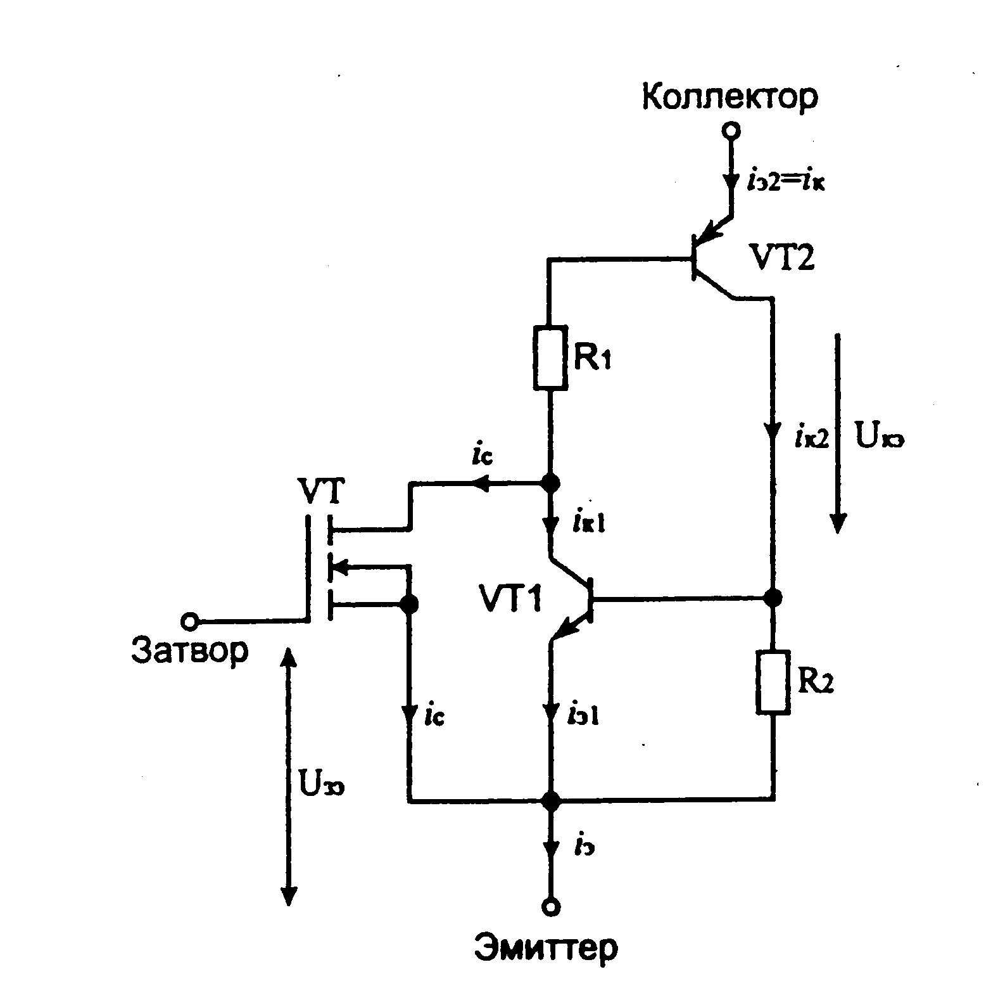 Коллектор
iэ2=iк
VT2
R1
iк2
Uкэ
iс
VT
iк1
VT1
Затвор
R2
iс
iэ1
Uзэ
iэ
Эмиттер